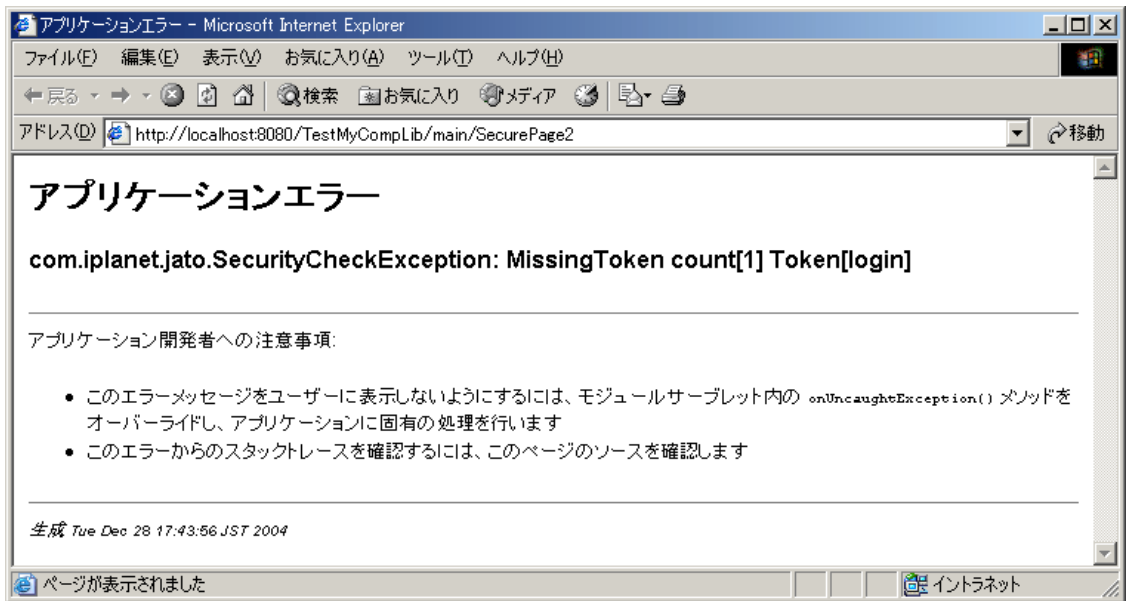 アプリケーションエラー - Microsoft Internet Explorer
ファイル(F) 編集(E) 表示(V) お気に入り(A) ツール(T) ヘルプ(H)
戻る 検索 お気に入り メディア
アドレス(D) http://localhost:8080/TestMyCompLib/main/SecurePage2 移動
アプリケーションエラー
com.iplanet.jato.SecurityCheckException: MissingToken count[1] Token[login]
アプリケーション開発者への注意事項:
• このエラーメッセージをユーザーに表示しないようにするには、モジュールサーブレット内の onUncaughtException() メソッドを
オーバーライドし、アプリケーションに固有の処理を行います
• このエラーからのスタックトレースを確認するには、このページのソースを確認します
生成 Tue Dec 28 17:43:56 JST 2004
ページが表示されました イントラネット